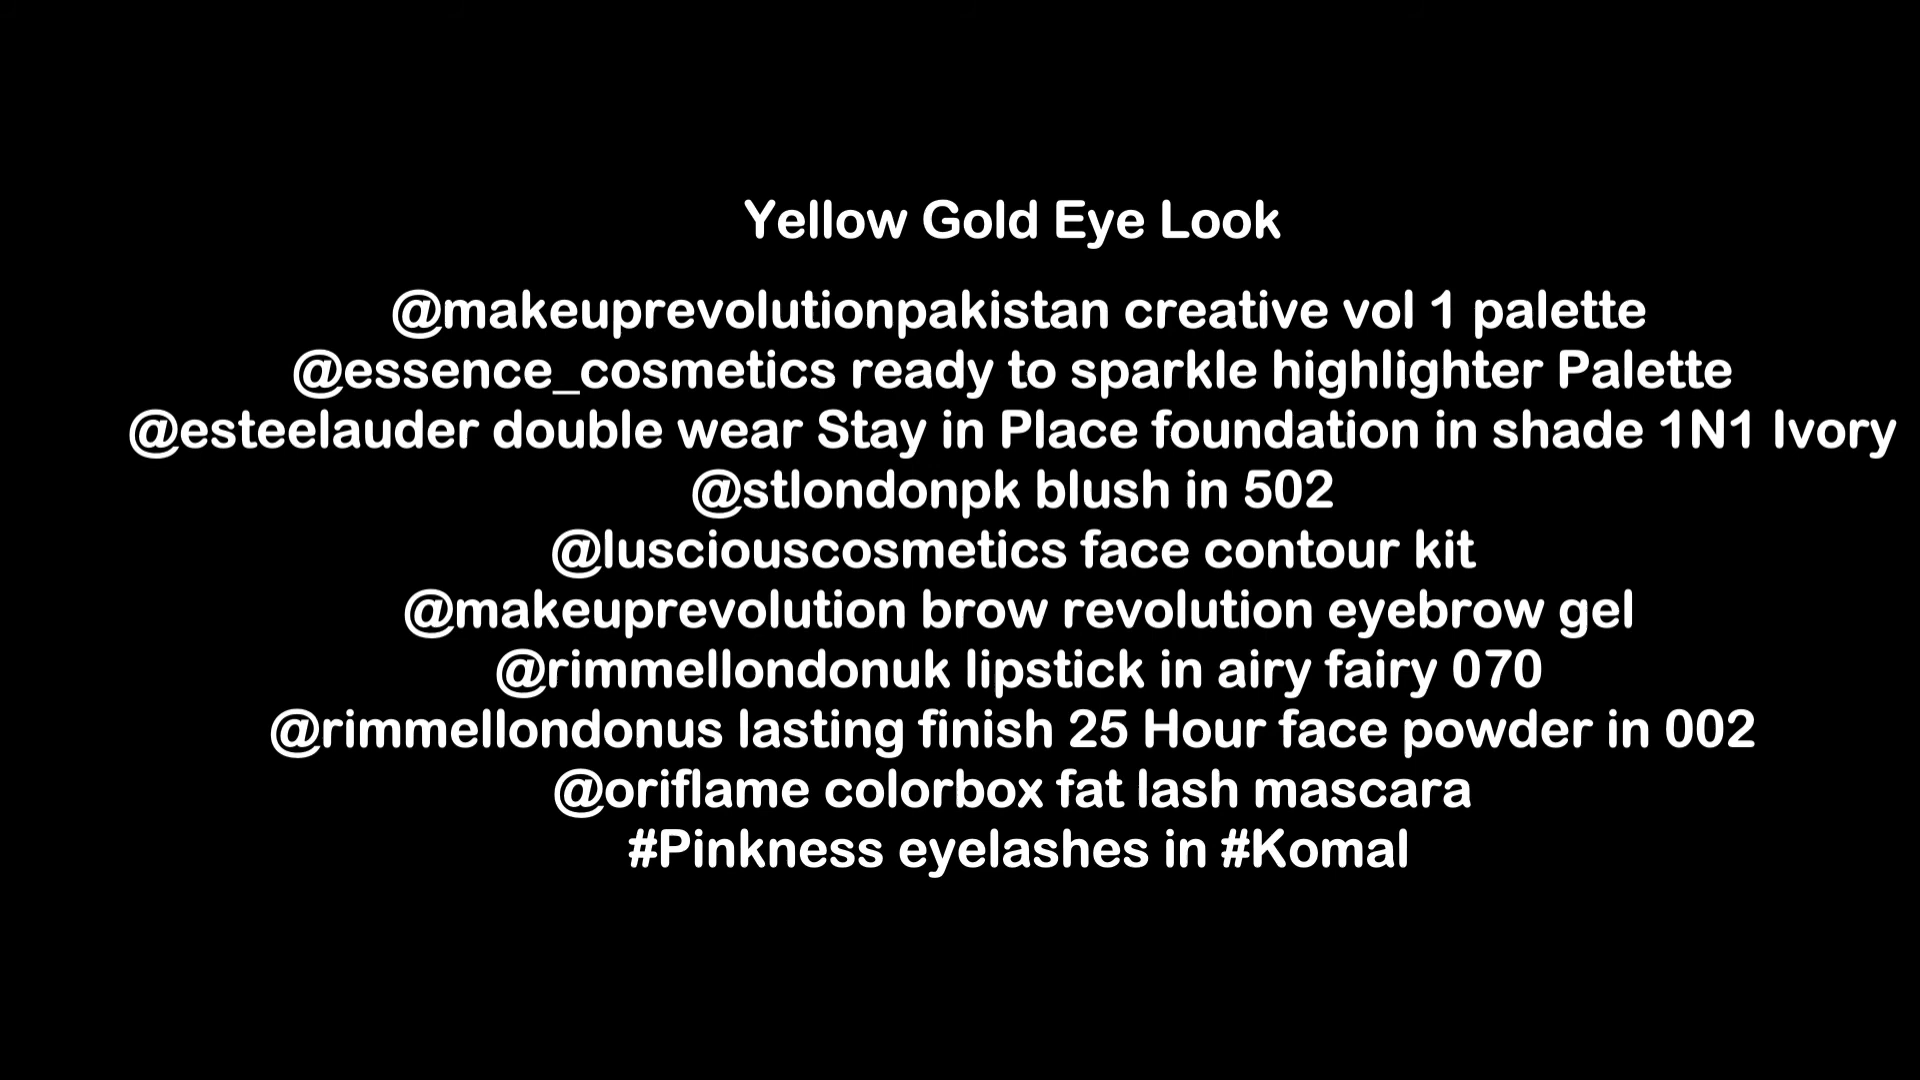 Yellow Gold Eye Look
@makeuprevolutionpakistan creative vol 1 palette
@essence_cosmetics ready to sparkle highlighter Palette
@esteelauder double wear Stay in Place foundation in shade 1N1 Ivory
@stlondonpk blush in 502
@lusciouscosmetics face contour kit
@makeuprevolution brow revolution eyebrow gel
@rimmellondonuk lipstick in airy fairy 070
@rimmellondonus lasting finish 25 Hour face powder in 002
@oriflame colorbox fat lash mascara
#Pinkness eyelashes in #Komal